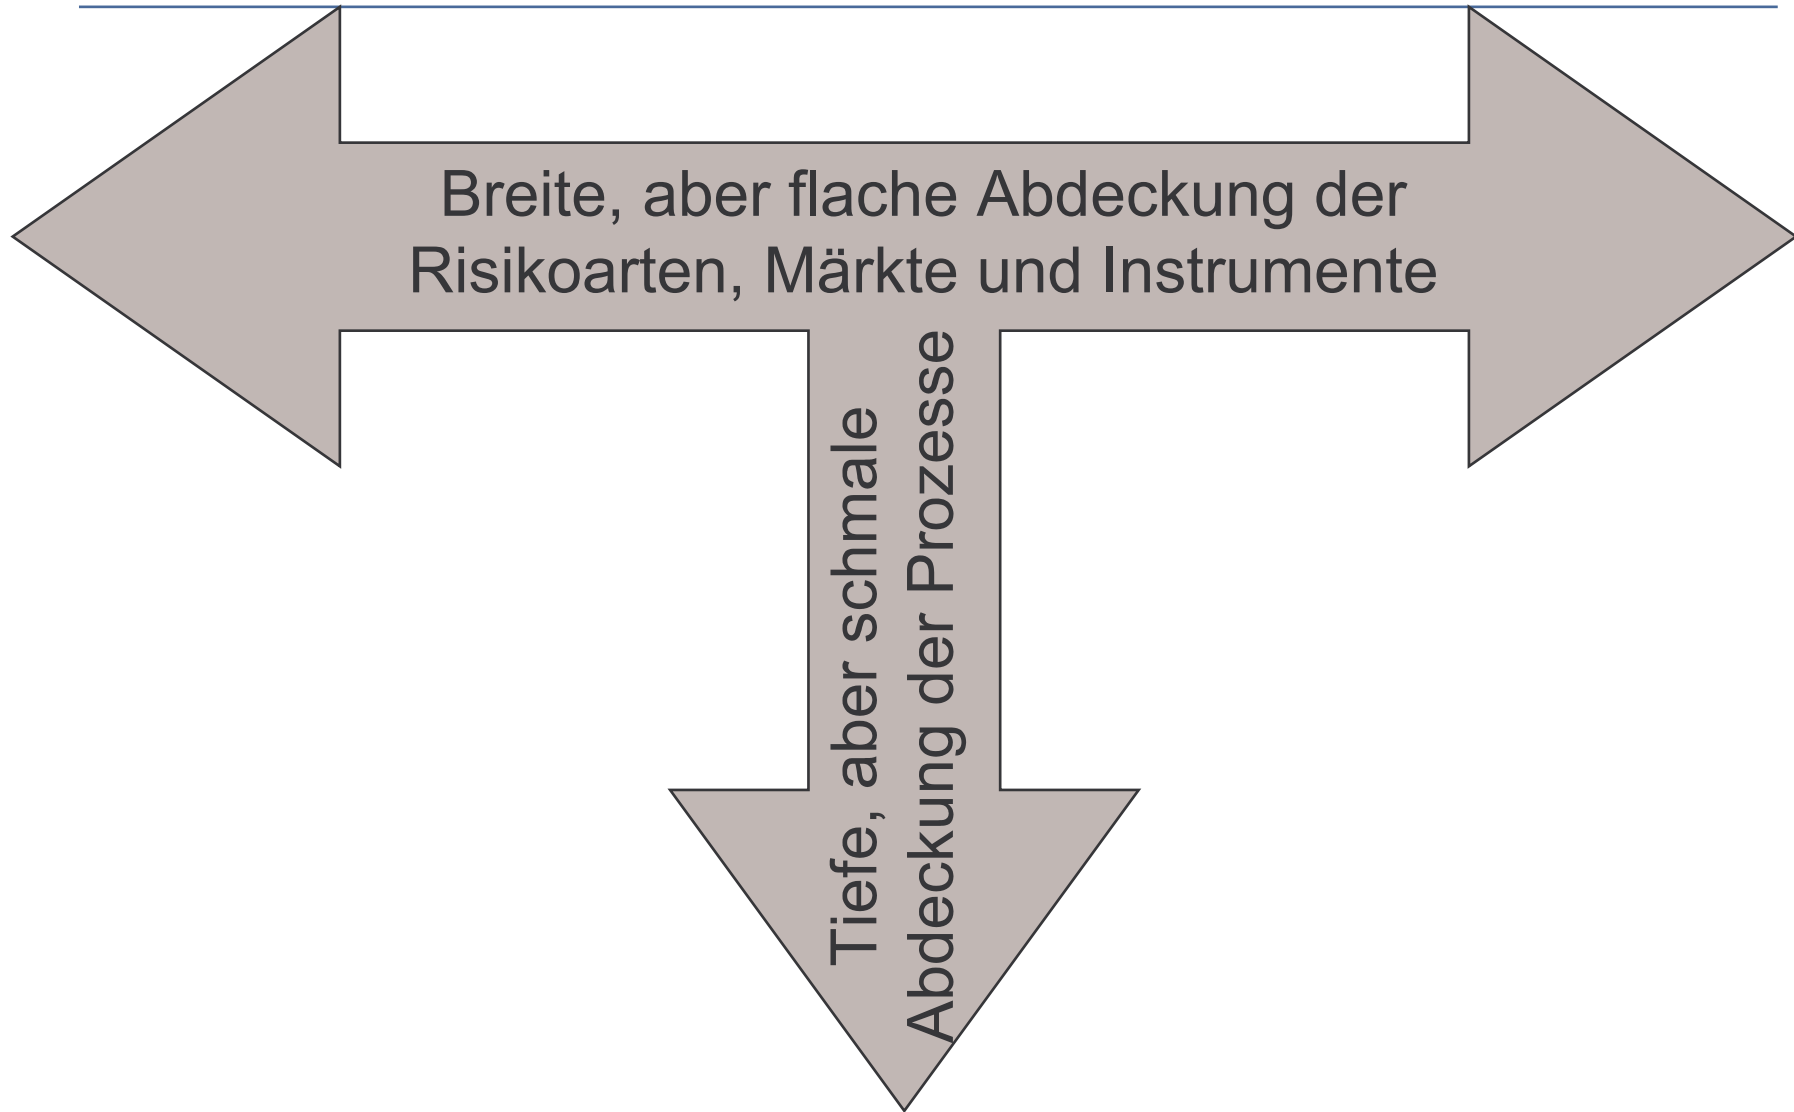 Breite, aber flache Abdeckung der
Risikoarten, Märkte und Instrumente
Tiefe, aber schmale
Abdeckung der Prozesse